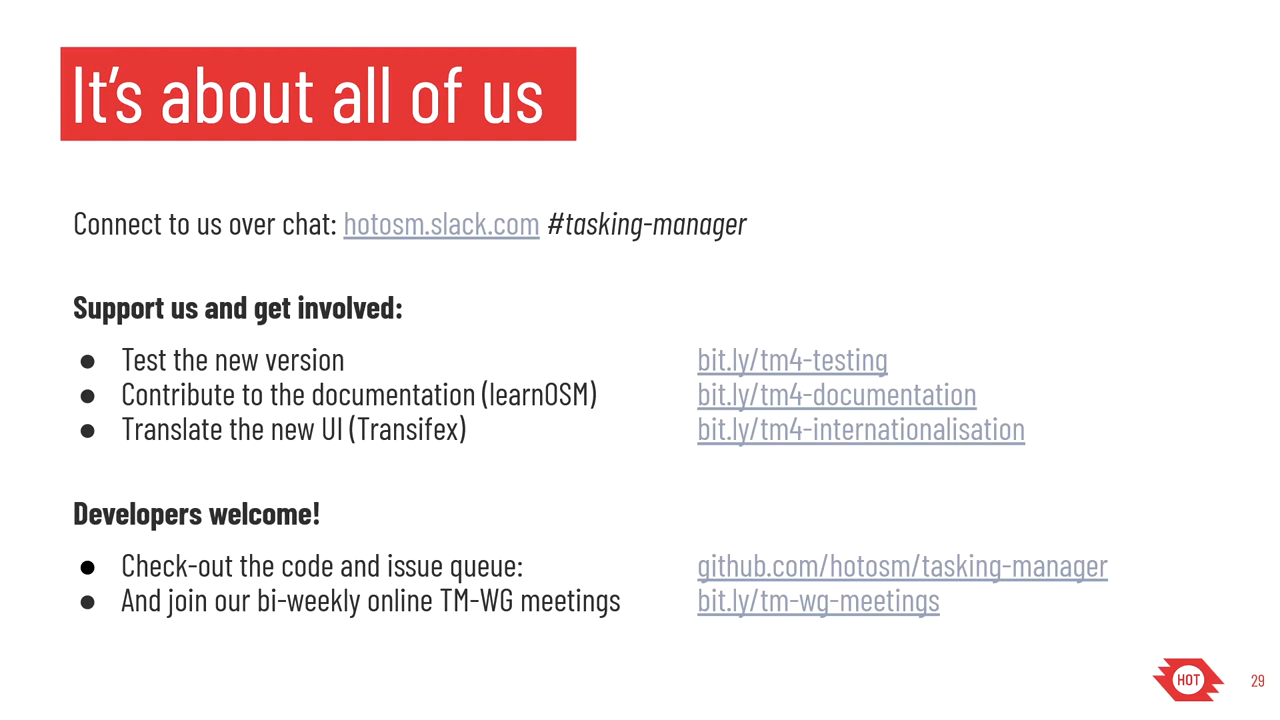 It's about all of us
Connect to us over chat: hotosm.slack.com #tasking-manager
Support us and get involved:
● Test the new version bit.ly/tm4-testing
● Contribute to the documentation (learnOSM) bit.ly/tm4-documentation
● Translate the new UI (Transifex) bit.ly/tm4-internationalisation
Developers welcome!
● Check-out the code and issue queue: github.com/hotosm/tasking-manager
● And join our bi-weekly online TM-WG meetings bit.ly/tm-wg-meetings
HOT 29